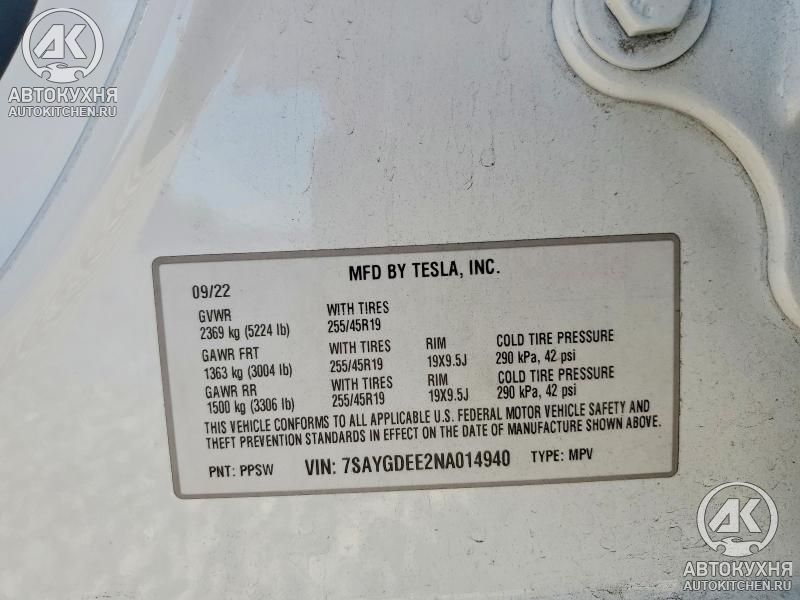 AK
АВТОКУХНЯ
AUTOKITCHEN.RU
MFD BY TESLA, INC.
09/22
GVWR WITH TIRES
2369 kg (5224 lb) 255/45R19
GAWR FRT WITH TIRES RIM COLD TIRE PRESSURE
1363 kg (3004 lb) 255/45R19 19X9.5J 290 kPa, 42 psi
GAWR RR WITH TIRES RIM COLD TIRE PRESSURE
1500 kg (3306 lb) 255/45R19 19X9.5J 290 kPa, 42 psi
THIS VEHICLE CONFORMS TO ALL APPLICABLE U.S. FEDERAL MOTOR VEHICLE SAFETY AND
THEFT PREVENTION STANDARDS IN EFFECT ON THE DATE OF MANUFACTURE SHOWN ABOVE.
PNT: PPSW VIN: 7SAYGDEE2NA014940 TYPE: MPV
AK
АВТОКУХНЯ
AUTOKITCHEN.RU